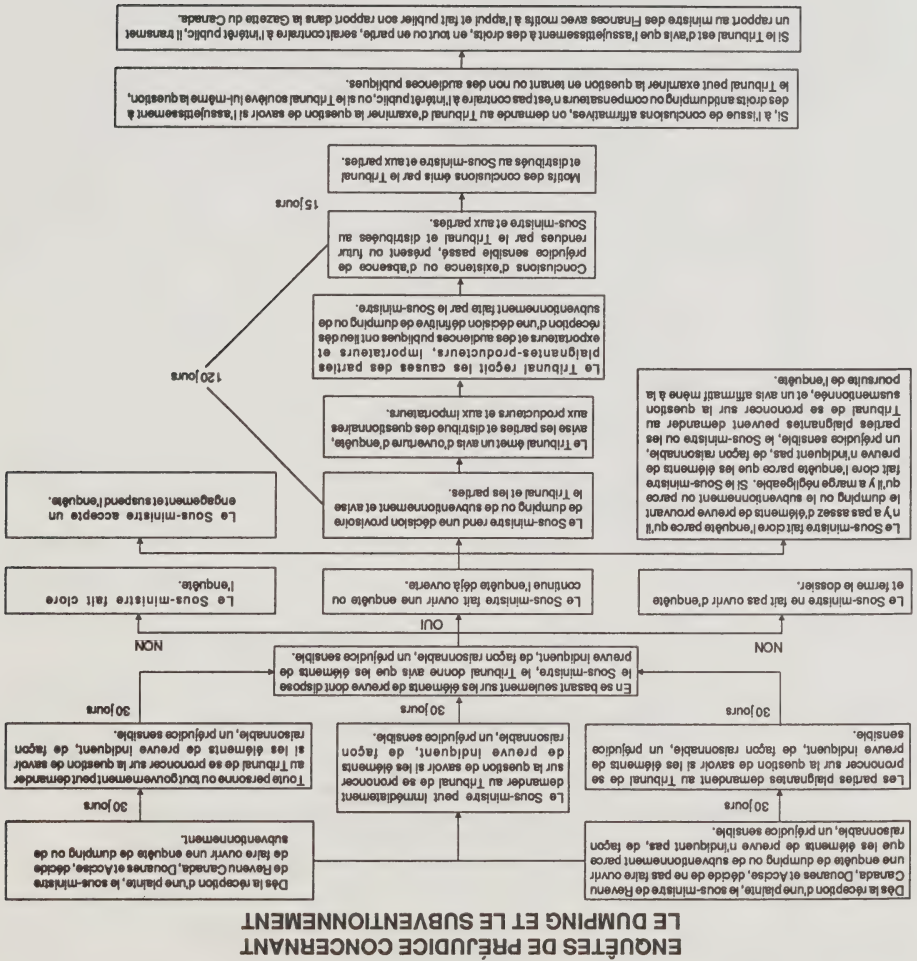 ENQUÊTES DE PRÉJUDICE CONCERNANT
LE DUMPING ET LE SUBVENTIONNEMENT
Dès la réception d'une plainte, le sous-ministre de Revenu
Canada, Douanes et Accise, décide de ne pas faire ouvrir
une enquête de dumping ou de subventionnement parce
que les éléments de preuve n'indiquent pas, de façon
raisonnable, un préjudice sensible.
Dès la réception d'une plainte, le sous-ministre
de Revenu Canada, Douanes et Accise, décide
de faire ouvrir une enquête de dumping ou de
subventionnement.
30 jours
30 jours
Les parties plaignantes demandent au Tribunal de se
prononcer sur la question de savoir si les éléments de
preuve indiquent, de façon raisonnable, un préjudice
sensible.
Le Sous-ministre peut immédiatement
demander au Tribunal de se prononcer
sur la question de savoir si les éléments
de preuve indiquent, de façon
raisonnable, un préjudice sensible.
Toute personne ou tout gouvernement peut demander
au Tribunal de se prononcer sur la question de savoir
si les éléments de preuve indiquent, de façon
raisonnable, un préjudice sensible.
30 jours
30 jours
30 jours
En se basant seulement sur les éléments de preuve dont dispose
le Sous-ministre, le Tribunal donne avis que les éléments de
preuve indiquent, de façon raisonnable, un préjudice sensible.
NON
OUI
NON
Le Sous-ministre ne fait pas ouvrir d'enquête
et ferme le dossier.
Le Sous-ministre fait ouvrir une enquête ou
continue l'enquête déjà ouverte.
Le Sous-ministre fait clore
l'enquête.
Le Sous-ministre fait clore l'enquête parce qu'il
n'y a pas assez d'éléments de preuve prouvant
le dumping ou le subventionnement ou parce
qu'il y a marge négligeable. Si le Sous-ministre
fait clore l'enquête parce que les éléments de
preuve n'indiquent pas, de façon raisonnable,
un préjudice sensible, le Sous-ministre ou les
parties plaignantes peuvent demander au
Tribunal de se prononcer sur la question
susmentionnée, et un avis affirmatif mène à la
poursuite de l'enquête.
Le Sous-ministre rend une décision provisoire
de dumping ou de subventionnement et avise
le Tribunal et les parties.
Le Sous-ministre accepte un
engagement et suspend l'enquête.
Le Tribunal émet un avis d'ouverture d'enquête,
avise les parties et distribue des questionnaires
aux producteurs et aux importateurs.
120 jours
Le Tribunal reçoit les causes des parties
plaignantes-producteurs, importateurs et
exportateurs et des audiences publiques ont lieu dès
réception d'une décision définitive de dumping ou de
subventionnement faite par le Sous-ministre.
Conclusions d'existence ou d'absence de
préjudice sensible passé, présent ou futur
rendues par le Tribunal et distribuées au
Sous-ministre et aux parties.
15 jours
Motifs des conclusions émis par le Tribunal
et distribués au Sous-ministre et aux parties.
Si, à l'issue de conclusions affirmatives, on demande au Tribunal d'examiner la question de savoir si l'assujettissement à
des droits antidumping ou compensateurs n'est pas contraire à l'intérêt public, ou si le Tribunal soulève lui-même la question,
le Tribunal peut examiner la question en tenant ou non des audiences publiques.
Si le Tribunal est d'avis que l'assujettissement à des droits, en tout ou en partie, serait contraire à l'intérêt public, il transmet
un rapport au ministre des Finances avec motifs à l'appui et fait publier son rapport dans la Gazette du Canada.